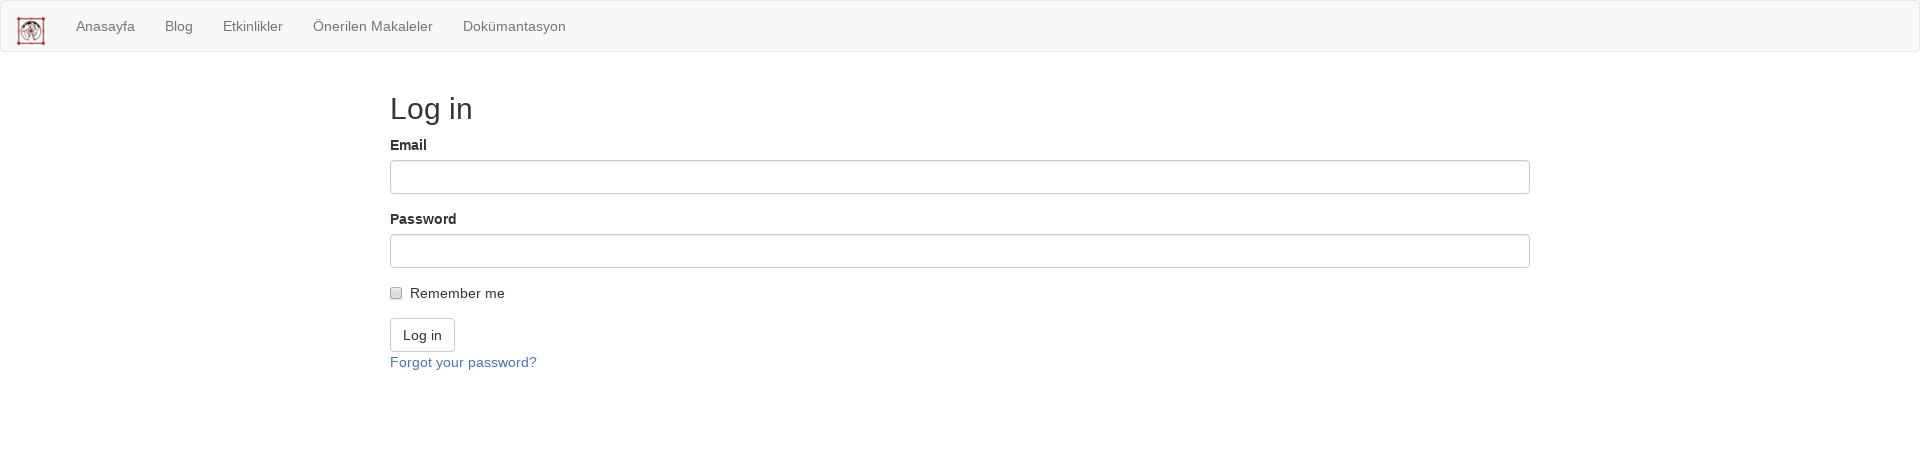 Anasayfa Blog Etkinlikler Önerilen Makaleler Dokümantasyon
Log in
Email
Password
Remember me
Log in
Forgot your password?